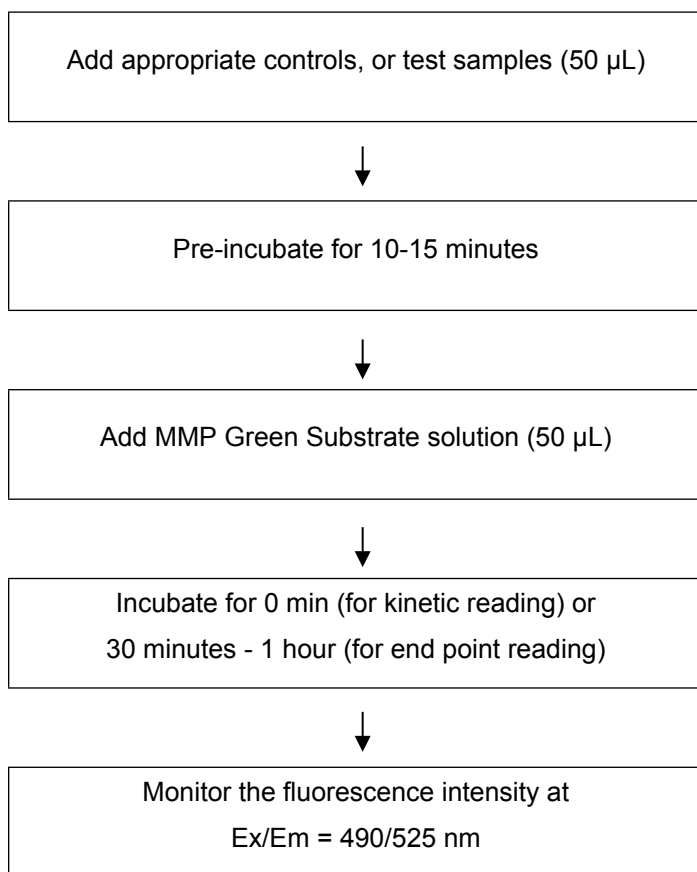 Add appropriate controls, or test samples (50 µL)
Pre-incubate for 10-15 minutes
Add MMP Green Substrate solution (50 µL)
Incubate for 0 min (for kinetic reading) or
30 minutes - 1 hour (for end point reading)
Monitor the fluorescence intensity at
Ex/Em = 490/525 nm